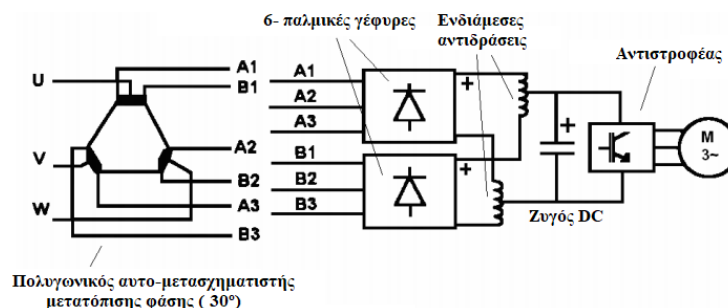 6- παλμικές γέφυρες
Ενδιάμεσες αντιδράσεις
Αντιστροφέας
U
V
W
A1
B1
A2
B2
A3
B3
A1
A2
A3
B1
B2
B3
+
+
+
M
3~
Ζυγός DC
Πολυγωνικός αυτο-μετασχηματιστής
μετατόπισης φάσης ( 30º)